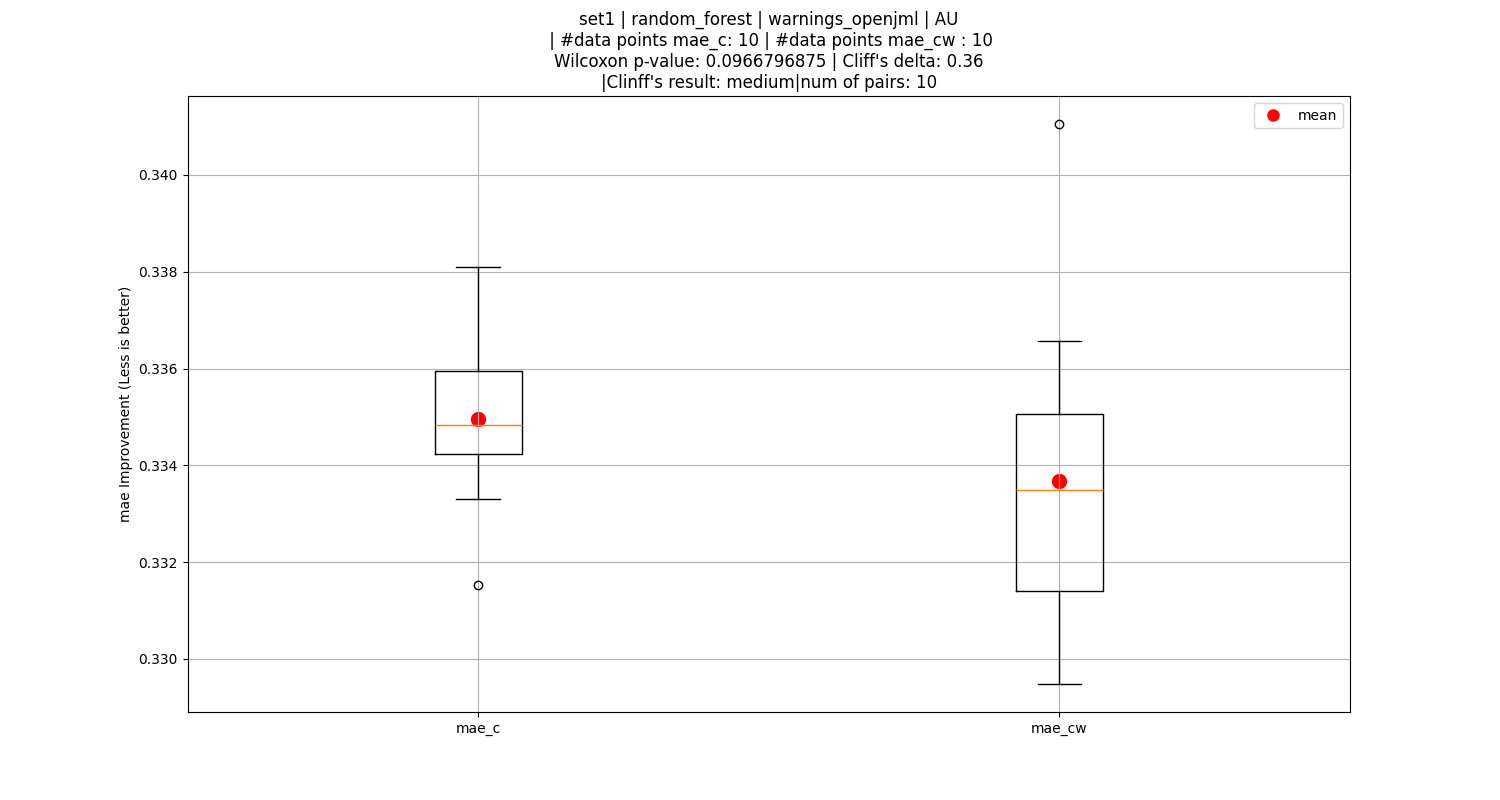 set1 | random_forest | warnings_openjml | AU
| #data points mae_c: 10 | #data points mae_cw : 10
Wilcoxon p-value: 0.0966796875 | Cliff's delta: 0.36
|Clinff's result: medium|num of pairs: 10
mean
0.340
0.338
0.336
0.334
0.332
0.330
mae Improvement (Less is better)
mae_c
mae_cw